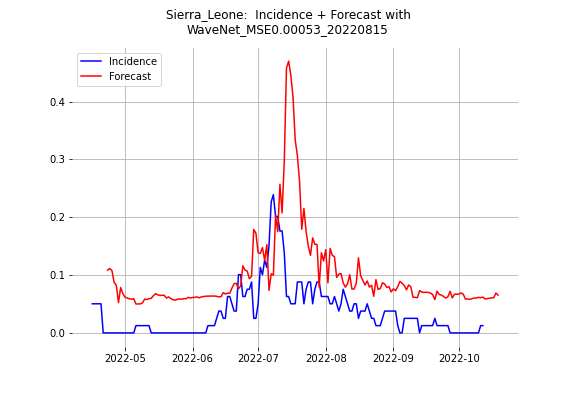 Sierra_Leone:  Incidence + Forecast with
WaveNet_MSE0.00053_20220815
Incidence
Forecast
0.4
0.3
0.2
0.1
0.0
2022-05
2022-06
2022-07
2022-08
2022-09
2022-10